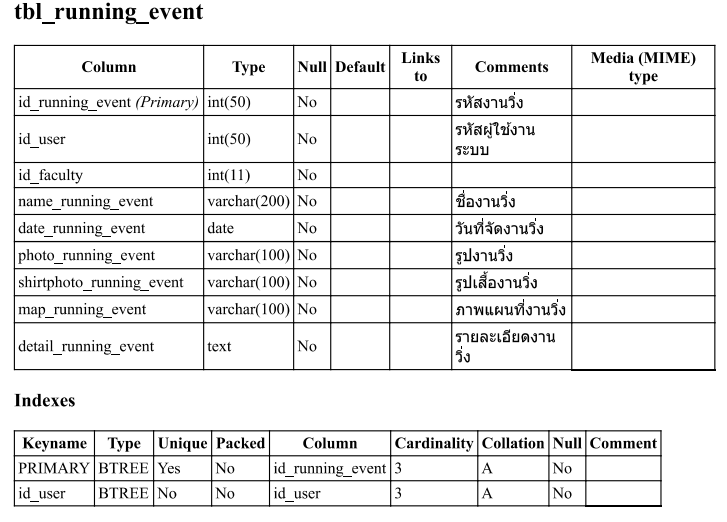 tbl_running_event
Column Type Null Default Links to Comments Media (MIME) type
id_running_event (Primary) int(50) No รหัสงานวิ่ง
id_user int(50) No รหัสผู้ใช้งาน
ระบบ
id_faculty int(11) No
name_running_event varchar(200) No ชื่องานวิ่ง
date_running_event date No วันที่จัดงานวิ่ง
photo_running_event varchar(100) No รูปงานวิ่ง
shirtphoto_running_event varchar(100) No รูปเสื้องานวิ่ง
map_running_event varchar(100) No ภาพแผนที่งานวิ่ง
detail_running_event text No รายละเอียดงาน
วิ่ง
Indexes
Keyname Type Unique Packed Column Cardinality Collation Null Comment
PRIMARY BTREE Yes No id_running_event 3 A No
id_user BTREE No No id_user 3 A No